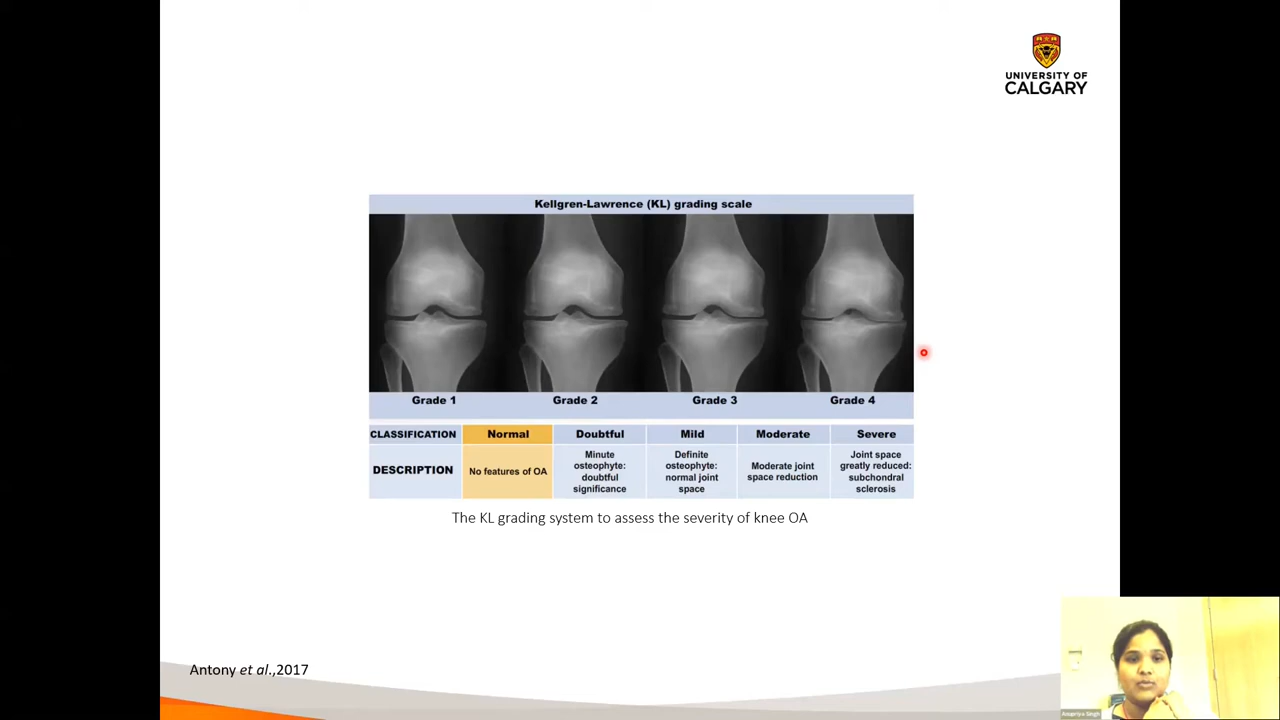 UNIVERSITY OF
CALGARY
Kellgren-Lawrence (KL) grading scale
Grade 1 Grade 2 Grade 3 Grade 4
CLASSIFICATION Normal Doubtful Mild Moderate Severe
DESCRIPTION
No features of OA
Minute
osteophyte:
doubtful
significance
Definite
osteophyte:
normal joint
space
Moderate joint
space reduction
Joint space
greatly reduced:
subchondral
sclerosis
The KL grading system to assess the severity of knee OA
Antony et al.,2017